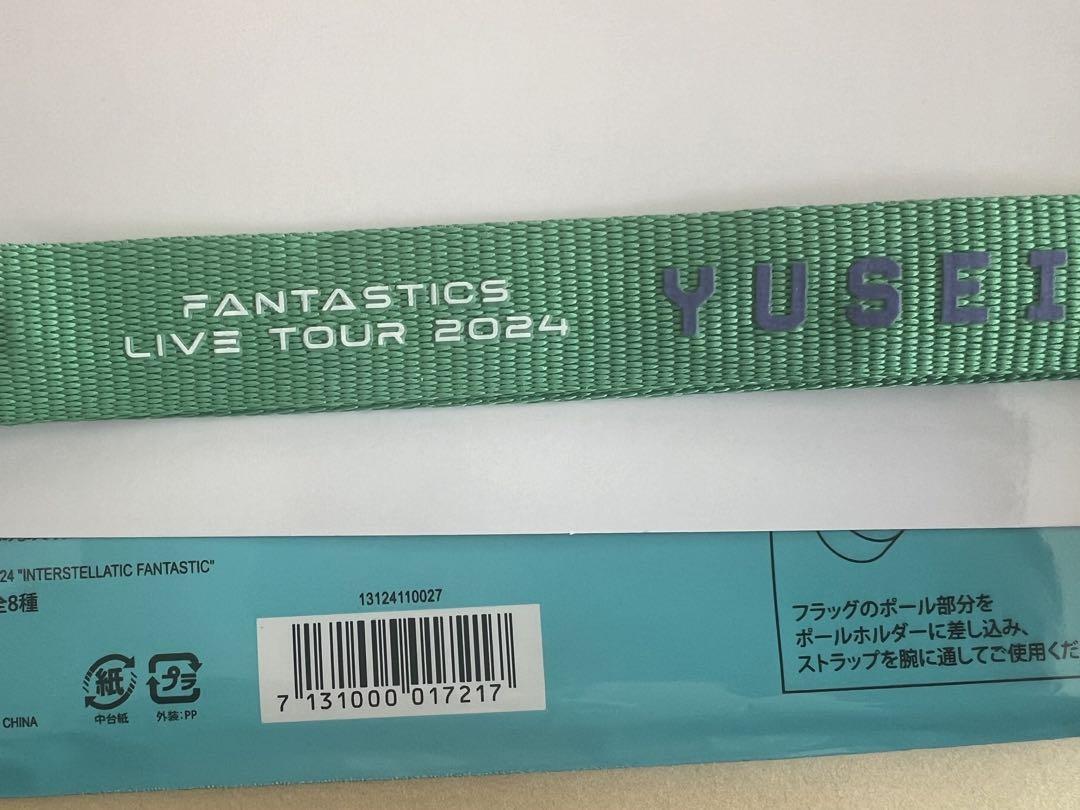 FANTASTICS
LIVE TOUR 2024
YUSEI
24 "INTERSTELLATIC FANTASTIC"
全8種
13124110027
7 131000 017217
紙
中台紙
プラ
外装:PP
CHINA
フラッグのポール部分を
ポールホルダーに差し込み、
ストラップを腕に通してご使用くだ